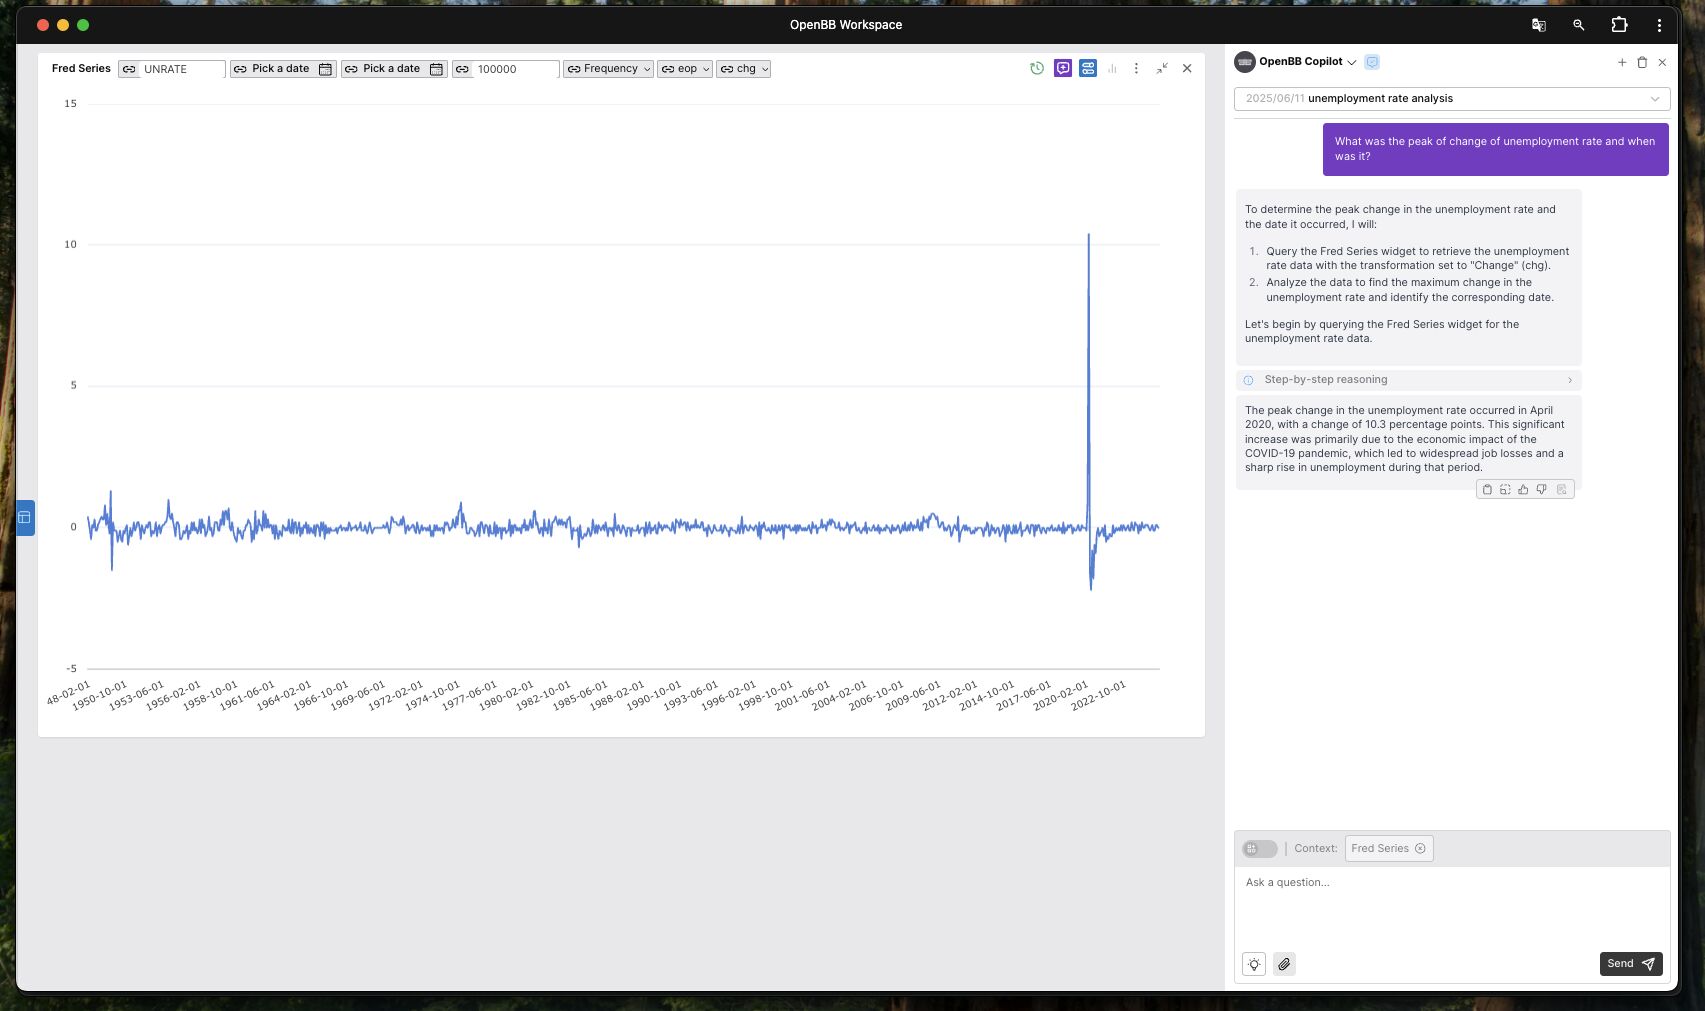 OpenBB Workspace
Fred Series UNRATE Pick a date Pick a date 100000 Frequency eop chg
15
10
5
0
-5
48-02-01 1950-10-01 1953-06-01 1956-02-01 1958-10-01 1961-06-01 1964-02-01 1966-10-01 1969-06-01 1972-02-01 1974-10-01 1977-06-01 1980-02-01 1982-10-01 1985-06-01 1988-02-01 1990-10-01 1993-06-01 1996-02-01 1998-10-01 2001-06-01 2004-02-01 2006-10-01 2009-06-01 2012-02-01 2014-10-01 2017-06-01 2020-02-01 2022-10-01
OpenBB Copilot
2025/06/11 unemployment rate analysis
What was the peak of change of unemployment rate and when
was it?
To determine the peak change in the unemployment rate and
the date it occurred, I will:
1. Query the Fred Series widget to retrieve the unemployment
rate data with the transformation set to "Change" (chg).
2. Analyze the data to find the maximum change in the
unemployment rate and identify the corresponding date.
Let's begin by querying the Fred Series widget for the
unemployment rate data.
Step-by-step reasoning
The peak change in the unemployment rate occurred in April
2020, with a change of 10.3 percentage points. This significant
increase was primarily due to the economic impact of the
COVID-19 pandemic, which led to widespread job losses and a
sharp rise in unemployment during that period.
Context: Fred Series
Ask a question...
Send